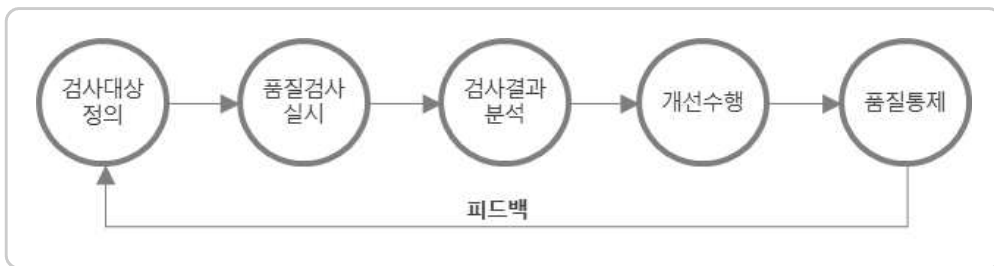 검사대상
정의
품질검사
실시
검사결과
분석
개선수행
품질통제
피드백